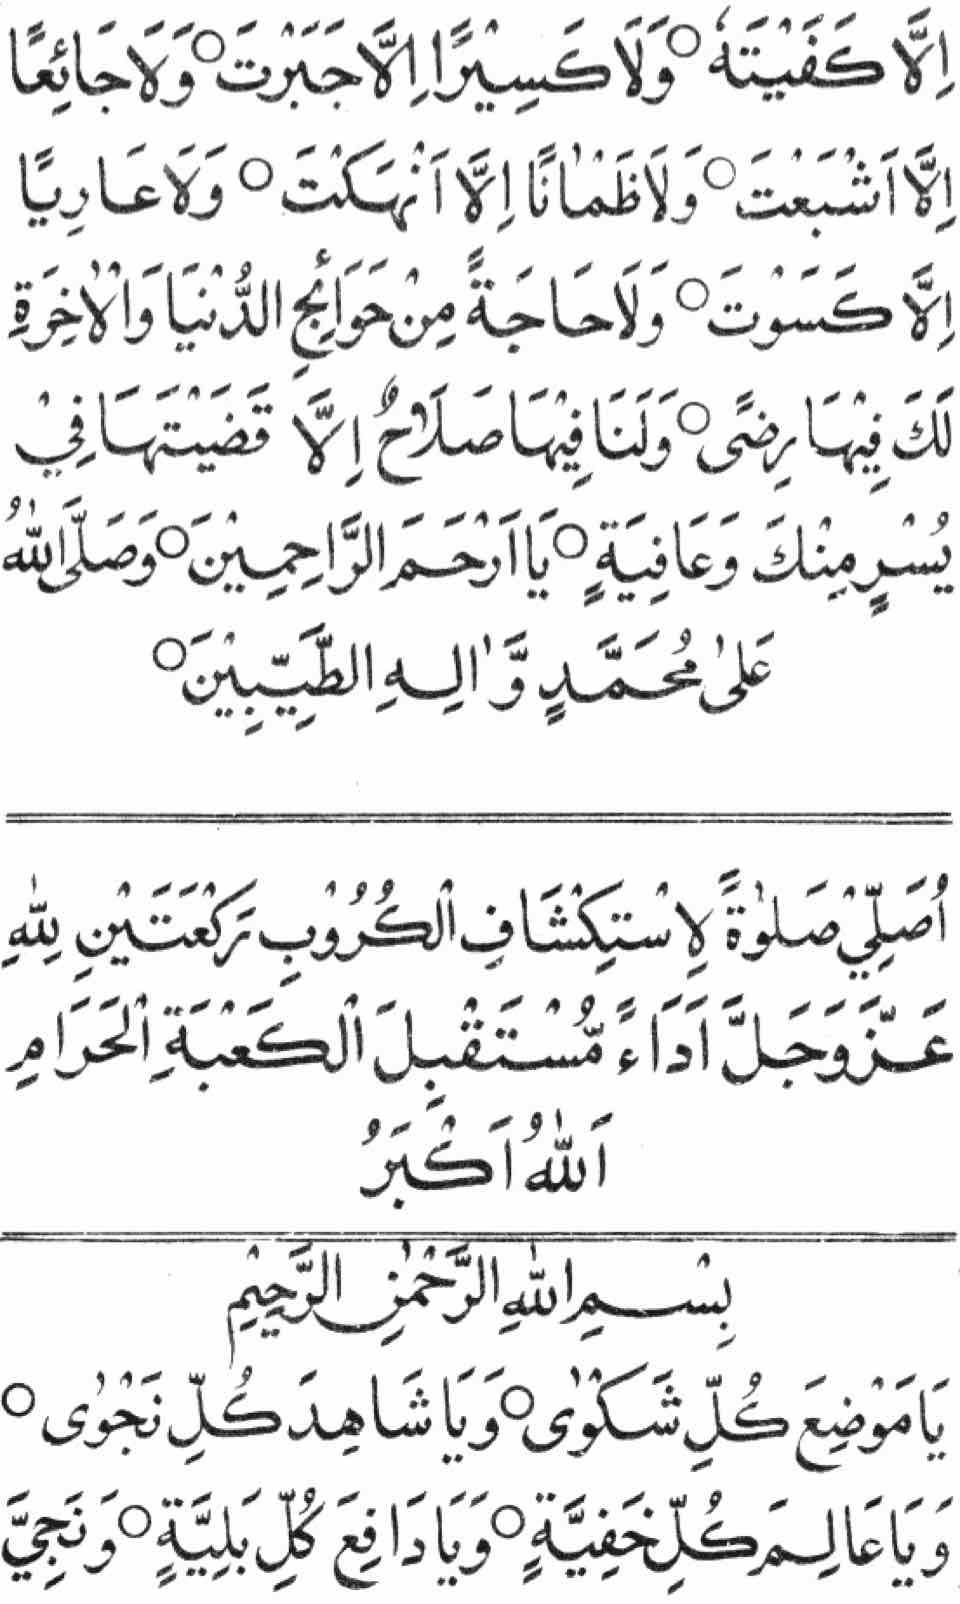 اِلَّا كَفَيْتَهٗ ○ وَلَا كَسِيْرًا اِلَّا جَبَرْتَ ○ وَلَا جَائِعًا
اِلَّا اَشْبَعْتَ ○ وَلَا ظَمْاٰنًا اِلَّا اَنْهَكْتَ ○ وَلَا عَارِيًا
اِلَّا كَسَوْتَ ○ وَلَا حَاجَةً مِنْ حَوَائِجِ الدُّنْيَا وَالْاٰخِرَةِ
لَكَ فِيْهَا رِضًى ○ وَلَنَا فِيْهَا صَلَاحٌ اِلَّا قَضَيْتَهَا فِيْ
يُسْرٍ مِنْكَ وَعَافِيَةٍ ○ يَا اَرْحَمَ الرَّاحِمِيْنَ ○ وَصَلَّى اللّٰهُ
عَلٰى مُحَمَّدٍ وَّاٰلِهِ الطَّيِّبِيْنَ ○
اُصَلِّيْ صَلٰوةً لِاسْتِكْشَافِ الْكُرُوْبِ رَكْعَتَيْنِ لِلّٰهِ
عَزَّ وَجَلَّ اَدَاءً مُّسْتَقْبِلَ الْكَعْبَةِ الْحَرَامِ
اَللّٰهُ اَكْبَرُ
بِسْمِ اللّٰهِ الرَّحْمٰنِ الرَّحِيْمِ
يَا مَوْضِعَ كُلِّ شَكْوٰى ○ وَيَا شَاهِدَ كُلِّ نَجْوٰى ○
وَيَا عَالِمَ كُلِّ خَفِيَّةٍ ○ وَيَا دَافِعَ كُلِّ بَلِيَّةٍ ○ وَنَجِيَّ